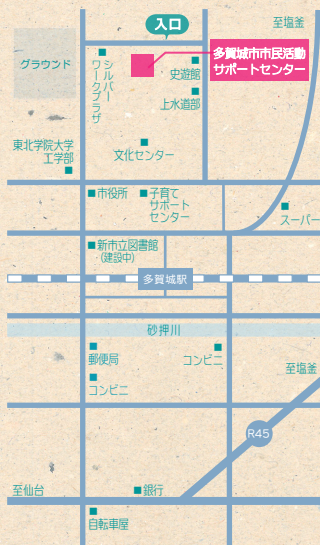 入口
至塩釜
グラウンド
シルバー
ワークプラザ
多賀城市市民活動
サポートセンター
史遊館
上水道部
東北学院大学
工学部
文化センター
市役所
子育て
サポート
センター
スーパー
新市立図書館
(建設中)
多賀城駅
砂押川
郵便局
コンビニ
コンビニ
至塩釜
R45
至仙台
銀行
自転車屋